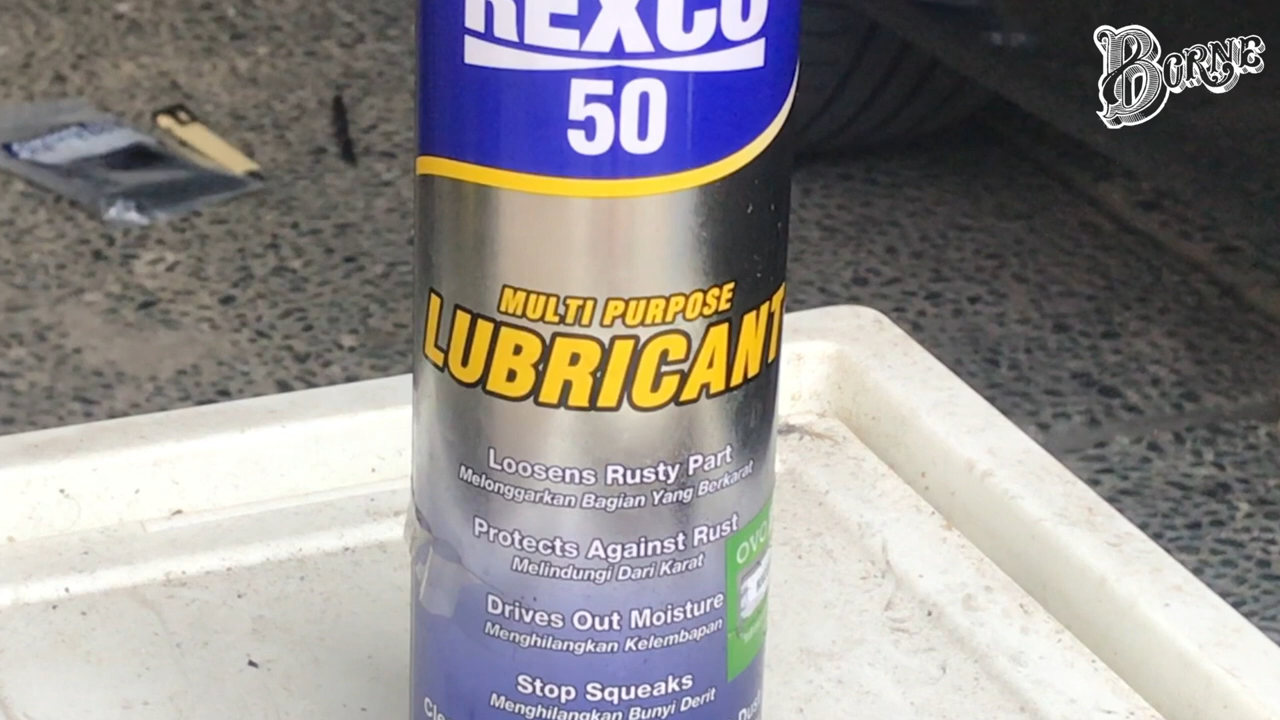 REXCO
50
BORNE
MULTI PURPOSE
LUBRICANT
Loosens Rusty Part
Melonggarkan Bagian Yang Berkarat
Protects Against Rust
Melindungi Dari Karat
Drives Out Moisture
Menghilangkan Kelembapan
Stop Squeaks
Menghilangkan Bunyi Derit